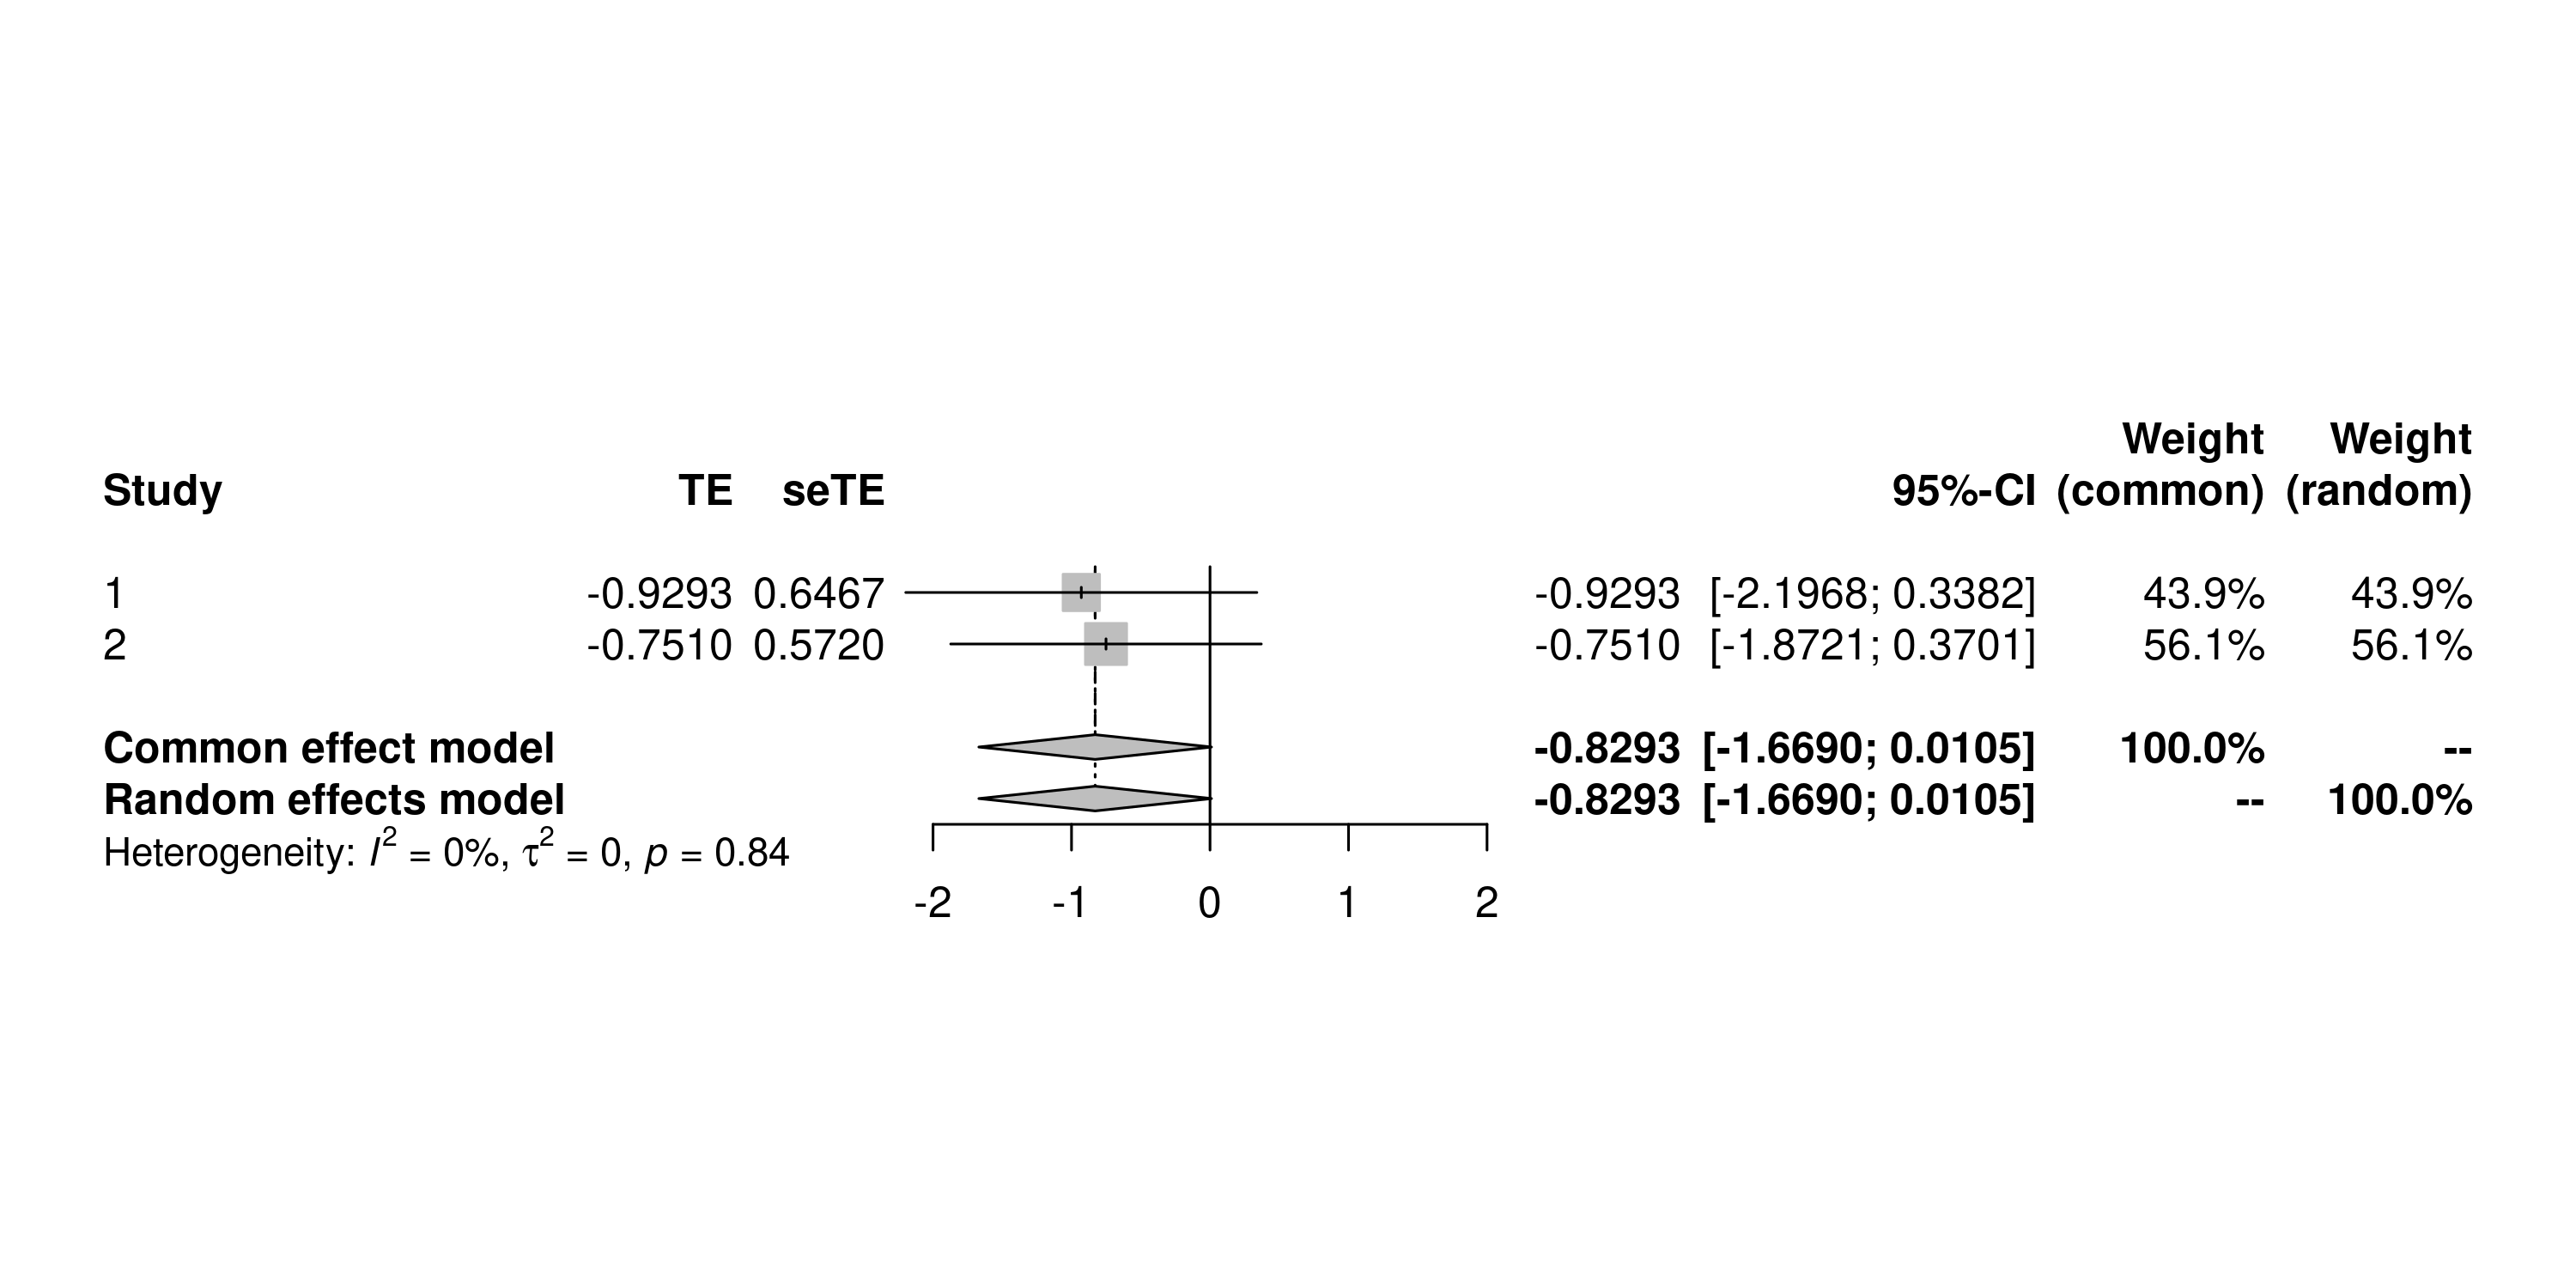 Weight Weight
Study TE seTE 95%-CI (common) (random)
1 -0.9293 0.6467 -0.9293 [-2.1968; 0.3382] 43.9% 43.9%
2 -0.7510 0.5720 -0.7510 [-1.8721; 0.3701] 56.1% 56.1%
Common effect model -0.8293 [-1.6690; 0.0105] 100.0% --
Random effects model -0.8293 [-1.6690; 0.0105] -- 100.0%
Heterogeneity: I² = 0%, τ² = 0, p = 0.84
-2 -1 0 1 2